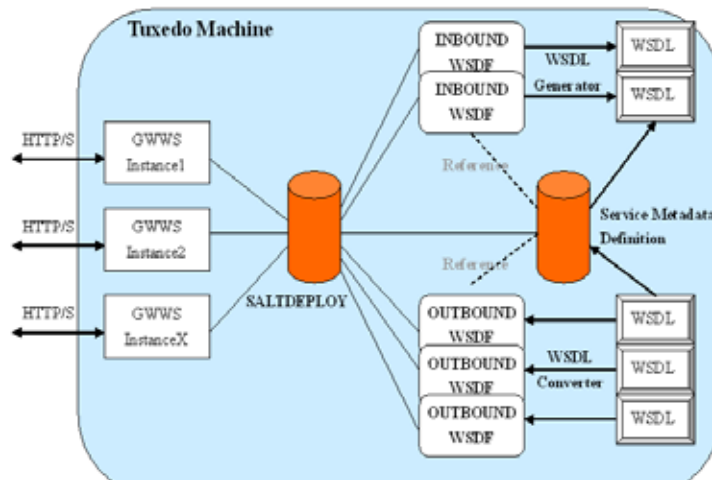 Tuxedo Machine
INBOUND
WSDF
WSDL
WSDL
INBOUND
WSDF
Generator
WSDL
HTTP/S
GWWS
Instance1
Reference
HTTP/S
GWWS
Instance2
Service Metadata
Definition
Reference
HTTP/S
GWWS
InstanceX
SALTDEPLOY
OUTBOUND
WSDF
WSDL
OUTBOUND
WSDF
WSDL
Converter
WSDL
OUTBOUND
WSDF
WSDL